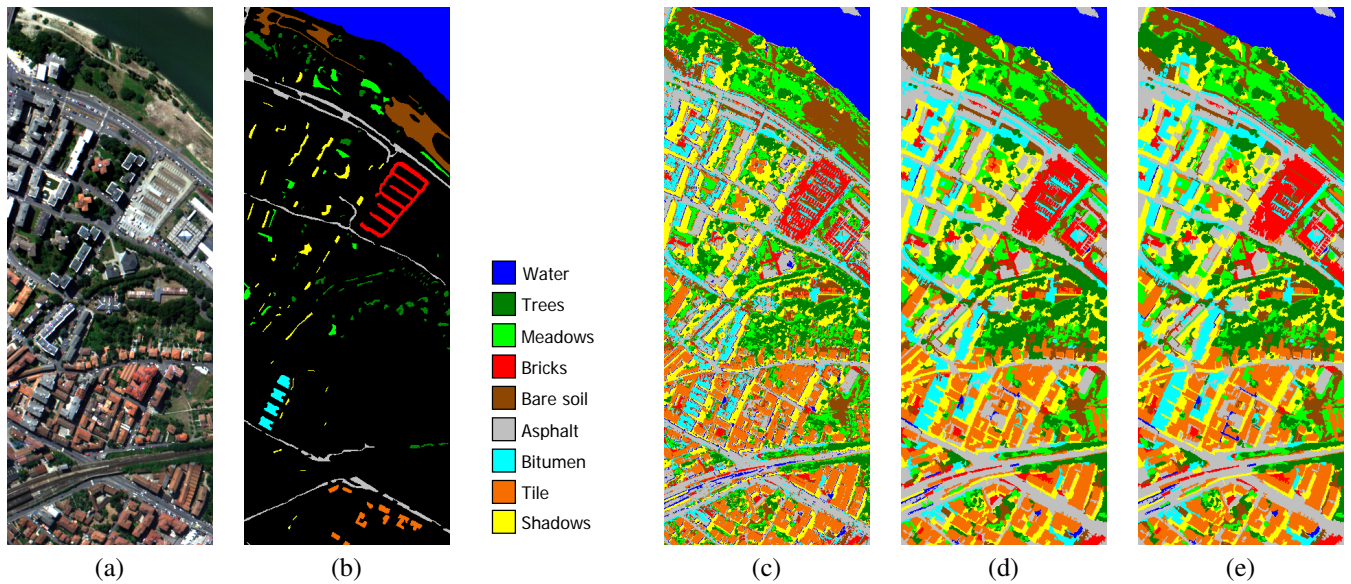 Water
Trees
Meadows
Bricks
Bare soil
Asphalt
Bitumen
Tile
Shadows
(a)
(b)
(c)
(d)
(e)